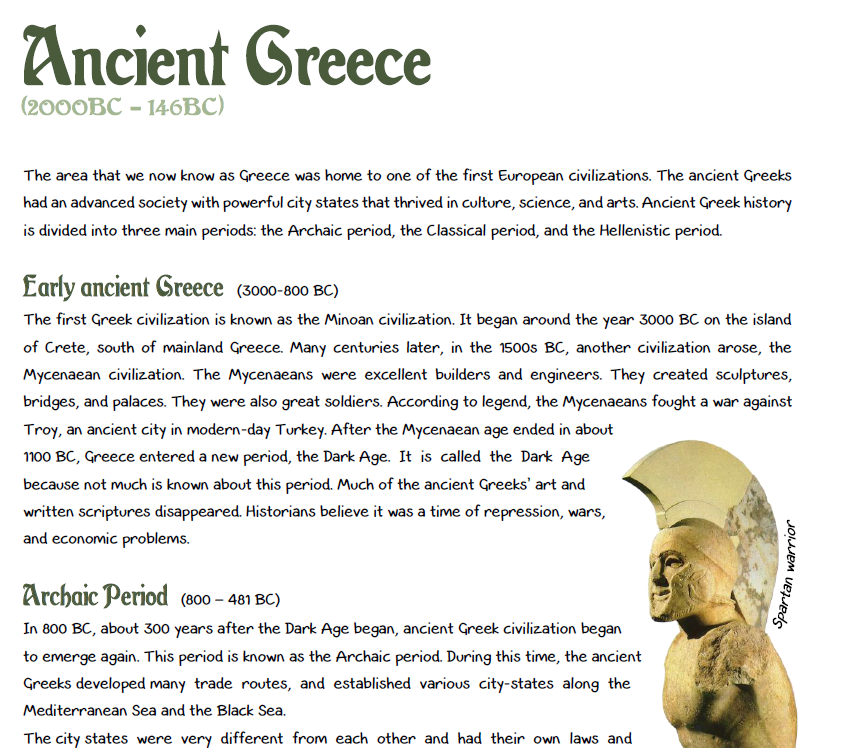 Ancient Greece
(2000BC – 146BC)
The area that we now know as Greece was home to one of the first European civilizations. The ancient Greeks
had an advanced society with powerful city states that thrived in culture, science, and arts. Ancient Greek history
is divided into three main periods: the Archaic period, the Classical period, and the Hellenistic period.
Early ancient Greece (3000-800 BC)
The first Greek civilization is known as the Minoan civilization. It began around the year 3000 BC on the island
of Crete, south of mainland Greece. Many centuries later, in the 1500s BC, another civilization arose, the
Mycenaean civilization. The Mycenaeans were excellent builders and engineers. They created sculptures,
bridges, and palaces. They were also great soldiers. According to legend, the Mycenaeans fought a war against
Troy, an ancient city in modern-day Turkey. After the Mycenaean age ended in about
1100 BC, Greece entered a new period, the Dark Age. It is called the Dark Age
because not much is known about this period. Much of the ancient Greeks' art and
written scriptures disappeared. Historians believe it was a time of repression, wars,
and economic problems.
Spartan warrior
Archaic Period (800 – 481 BC)
In 800 BC, about 300 years after the Dark Age began, ancient Greek civilization began
to emerge again. This period is known as the Archaic period. During this time, the ancient
Greeks developed many trade routes, and established various city-states along the
Mediterranean Sea and the Black Sea.
The city states were very different from each other and had their own laws and